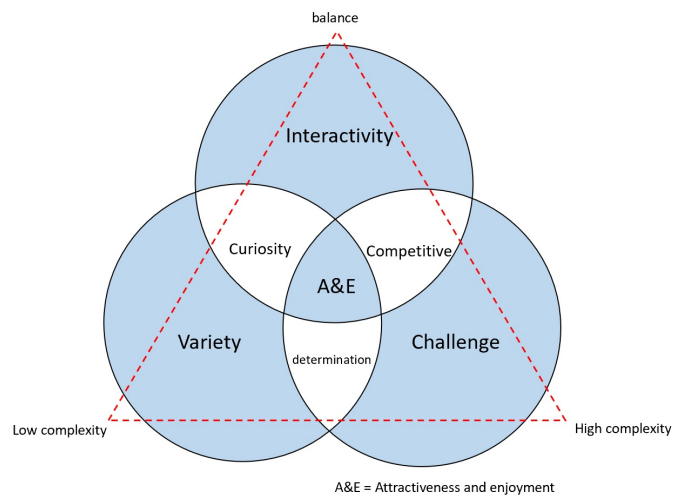 balance
Interactivity
Curiosity
Competitive
A&E
Variety
Challenge
determination
Low complexity
High complexity
A&E = Attractiveness and enjoyment